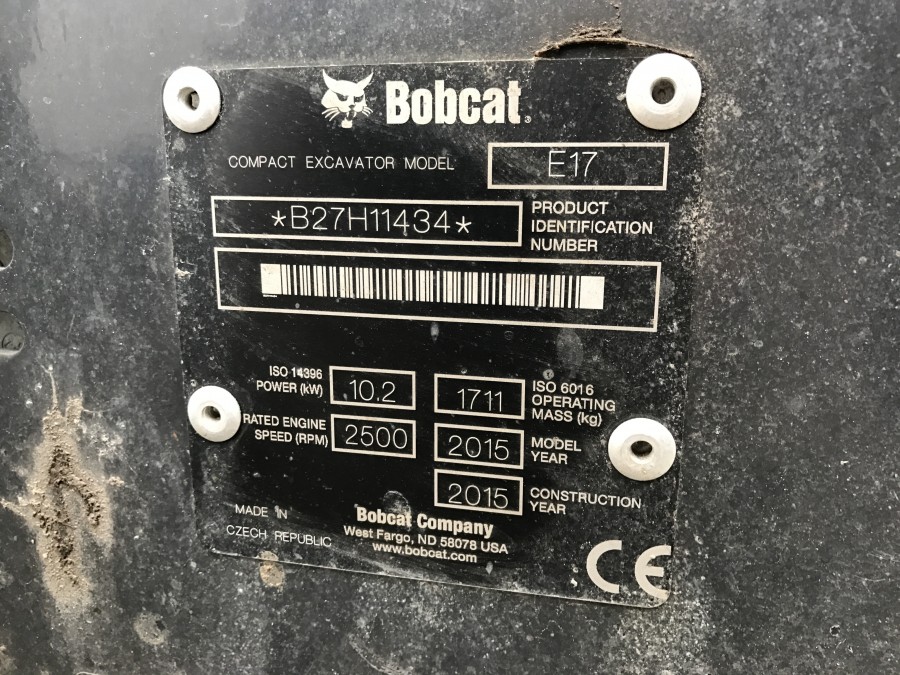 Bobcat
COMPACT EXCAVATOR MODEL E17
*B27H11434*
PRODUCT
IDENTIFICATION
NUMBER
ISO 14396
POWER (kW) 10.2
1711 ISO 6016
OPERATING
MASS (kg)
RATED ENGINE
SPEED (RPM) 2500
2015 MODEL
YEAR
2015 CONSTRUCTION
YEAR
MADE IN
CZECH REPUBLIC
Bobcat Company
West Fargo, ND 58078 USA
www.bobcat.com
CE